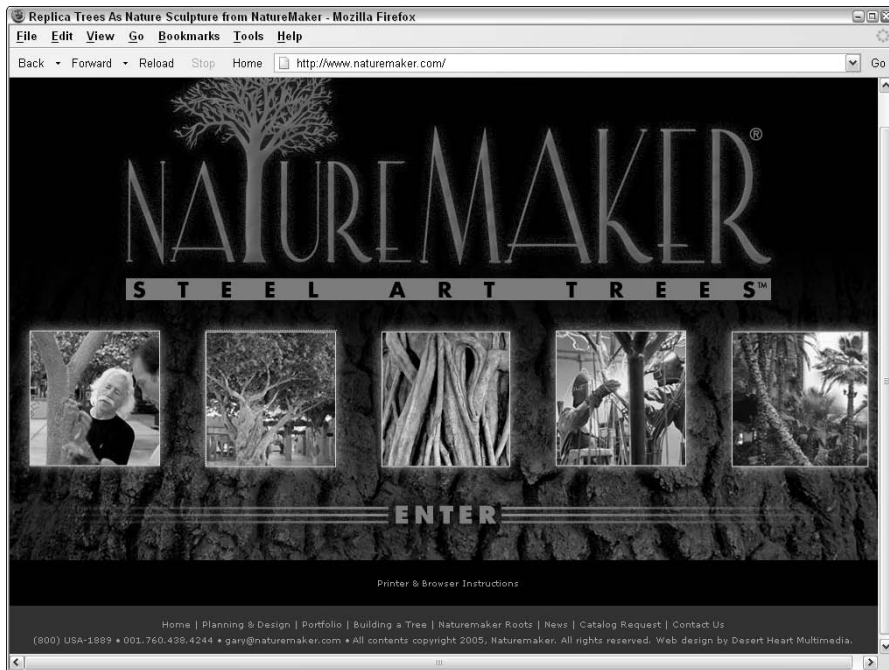 Replica Trees As Nature Sculpture from NatureMaker - Mozilla Firefox
File Edit View Go Bookmarks Tools Help
Back Forward Reload Stop Home http://www.naturemaker.com/ Go
NATUREMAKER®
STEEL ART TREES™
ENTER
Printer & Browser Instructions
Home | Planning & Design | Portfolio | Building a Tree | Naturemaker Roots | News | Catalog Request | Contact Us
(800) USA-1889 • 001.760.438.4244 • gary@naturemaker.com • All contents copyright 2005, Naturemaker. All rights reserved. Web design by Desert Heart Multimedia.